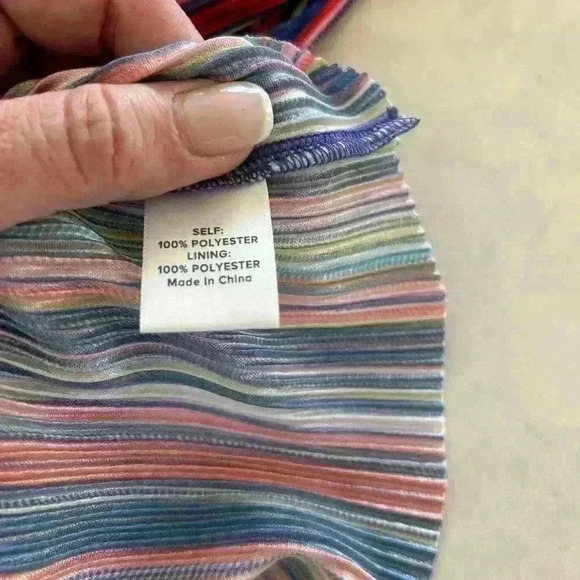 SELF:
100% POLYESTER
LINING:
100% POLYESTER
Made In China